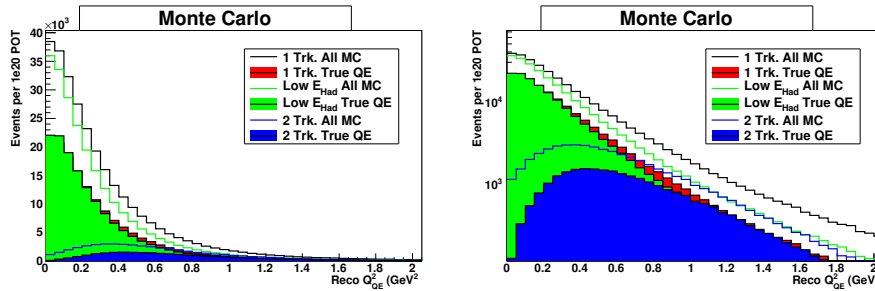 Monte Carlo
×10³
Events per 1e20 POT
40
35
30
25
20
15
10
5
0
1 Trk. All MC
1 Trk. True QE
Low E_Had All MC
Low E_Had True QE
2 Trk. All MC
2 Trk. True QE
0 0.2 0.4 0.6 0.8 1 1.2 1.4 1.6 1.8 2
Reco Q²_QE (GeV²
Monte Carlo
Events per 1e20 POT
10⁴
10³
1 Trk. All MC
1 Trk. True QE
Low E_Had All MC
Low E_Had True QE
2 Trk. All MC
2 Trk. True QE
0 0.2 0.4 0.6 0.8 1 1.2 1.4 1.6 1.8 2
Reco Q²_QE (GeV²